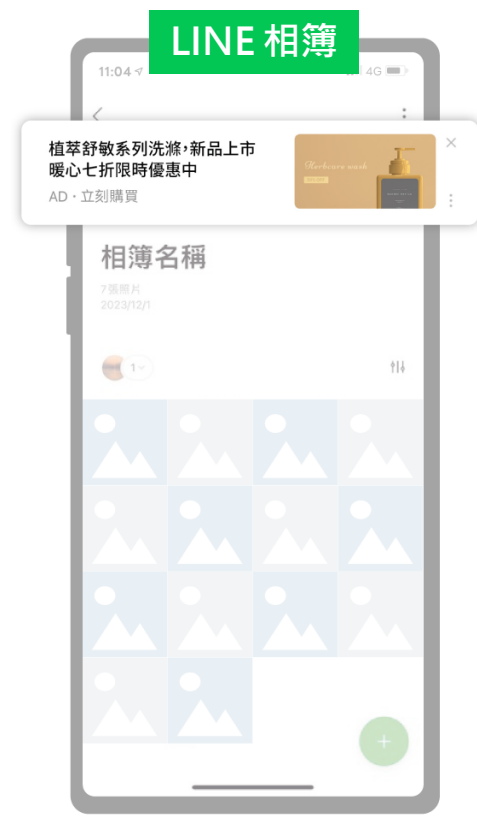 LINE 相簿
11:04
4G
植萃舒敏系列洗滌，新品上市
暖心七折限時優惠中
AD・立刻購買
Herbcare wash
相簿名稱
7張照片
2023/12/1
1